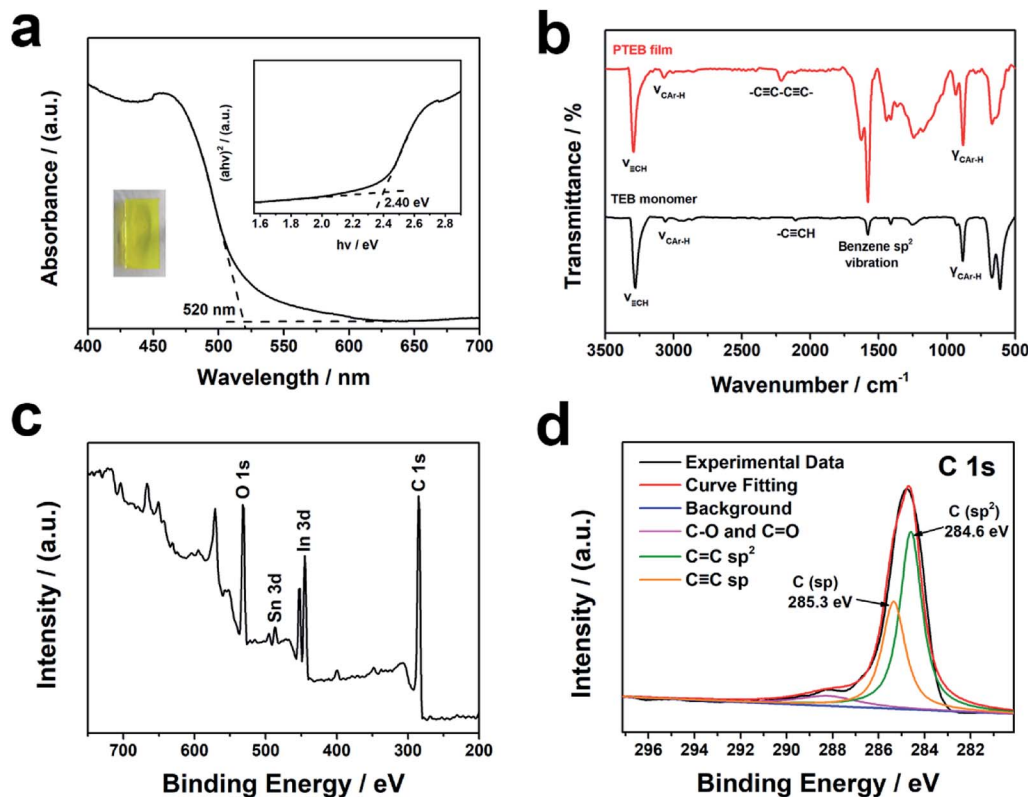 a
Absorbance / (a.u.)
(ahv)² / (a.u.)
2.40 eV
1.6 1.8 2.0 2.2 2.4 2.6 2.8
hv / eV
520 nm
400 450 500 550 600 650 700
Wavelength / nm
b
Transmittance / %
PTEB film
νCAr-H
-C≡C-C≡C-
ν≡CH
γCAr-H
TEB monomer
νCAr-H
-C≡CH
Benzene sp²
vibration
γCAr-H
ν≡CH
3500 3000 2500 2000 1500 1000 500
Wavenumber / cm⁻¹
c
Intensity / (a.u.)
O 1s
Sn 3d
In 3d
C 1s
700 600 500 400 300 200
Binding Energy / eV
d
Intensity / (a.u.)
Experimental Data
Curve Fitting
Background
C-O and C=O
C=C sp²
C≡C sp
C 1s
C (sp²)
284.6 eV
C (sp)
285.3 eV
296 294 292 290 288 286 284 282
Binding Energy / eV